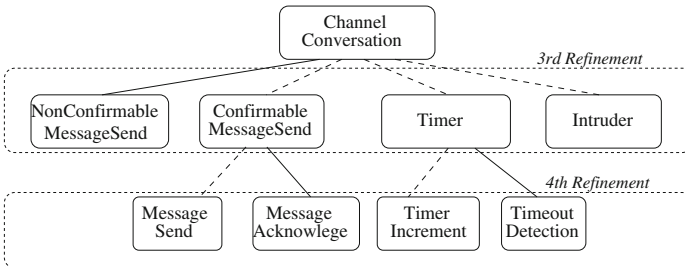 Channel
Conversation
3rd Refinement
NonConfirmable
MessageSend
Confirmable
MessageSend
Timer
Intruder
4th Refinement
Message
Send
Message
Acknowlege
Timer
Increment
Timeout
Detection